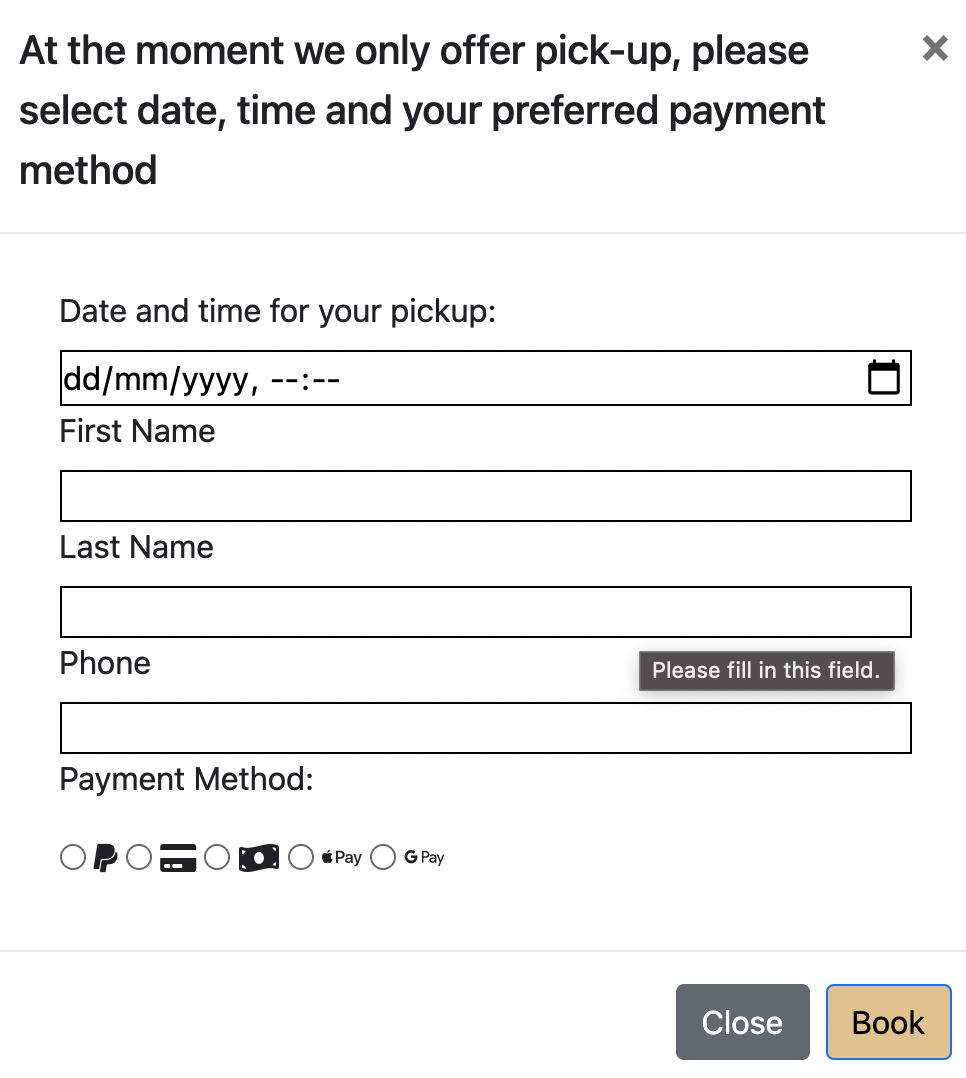 At the moment we only offer pick-up, please
select date, time and your preferred payment
method
Date and time for your pickup:
dd/mm/yyyy, --:--
First Name
Last Name
Phone
Please fill in this field.
Payment Method:
Pay G Pay
Close Book